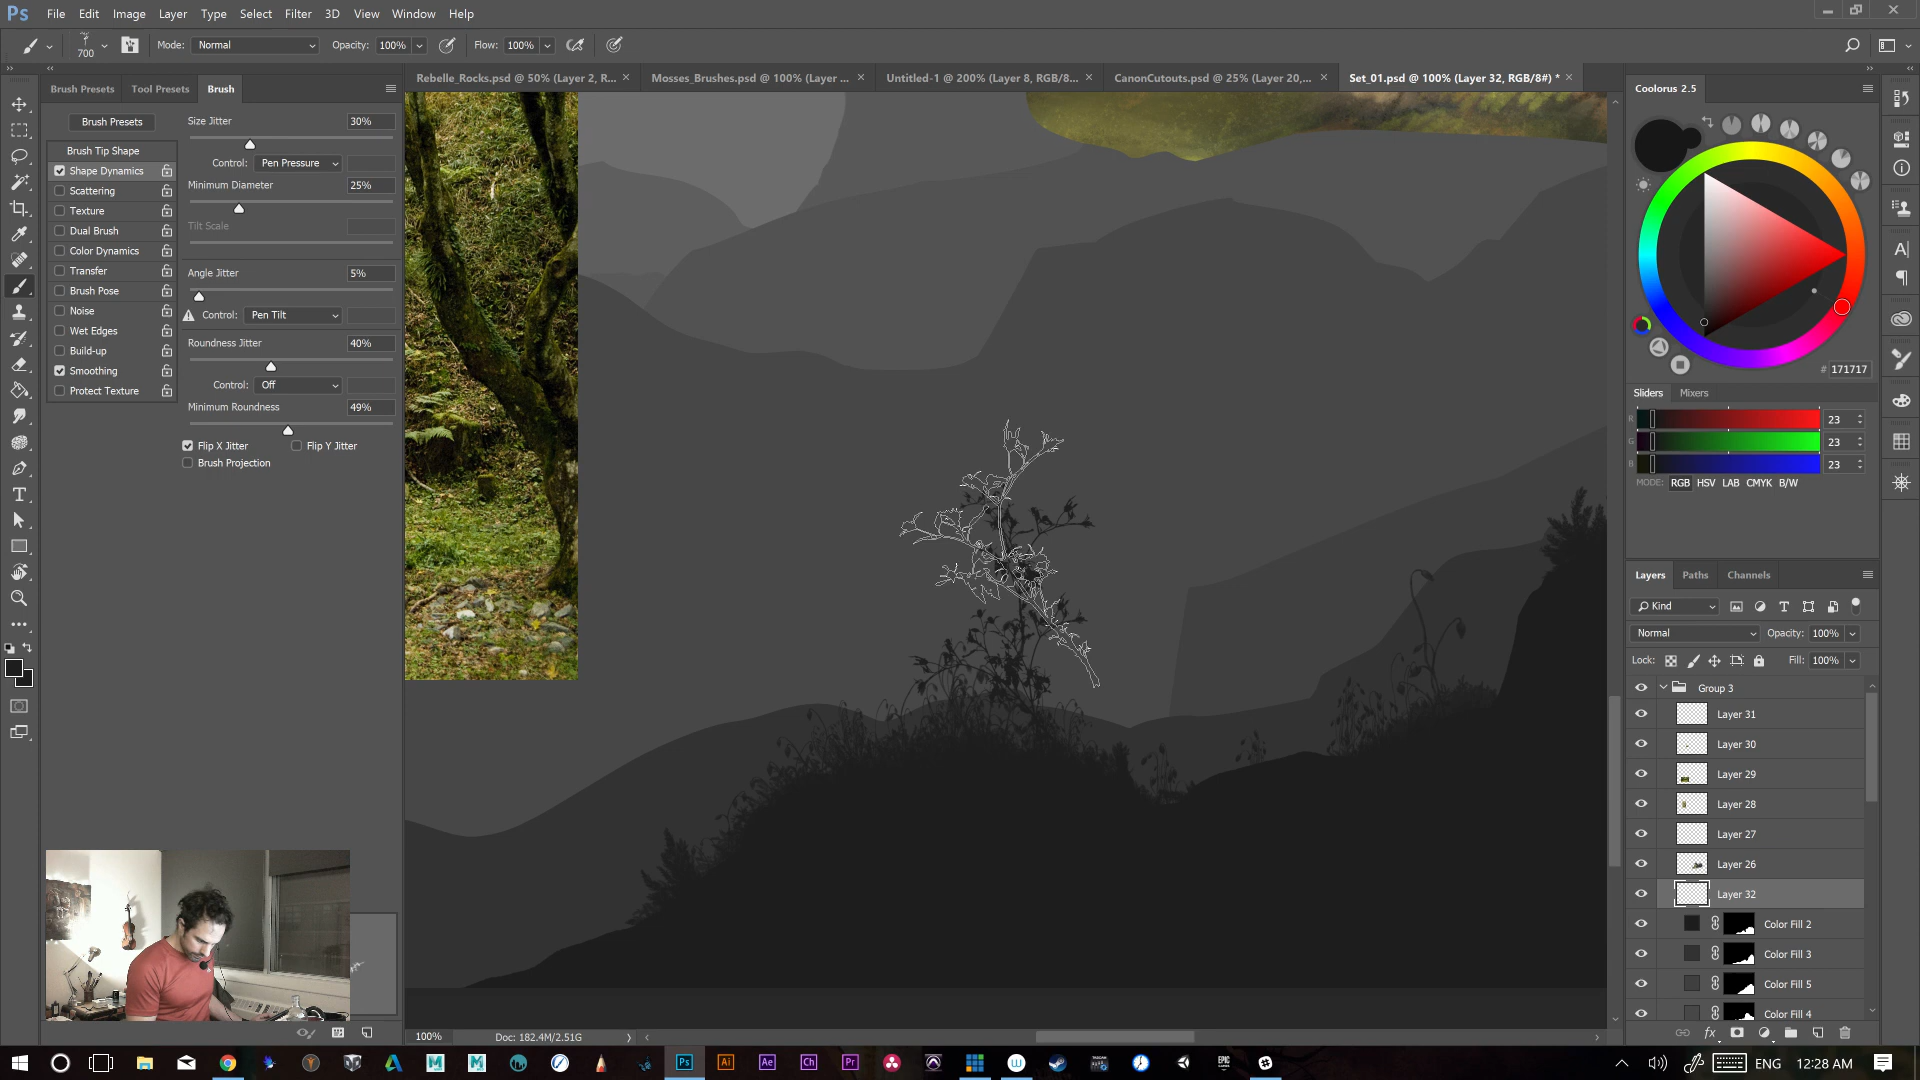 Ps File Edit Image Layer Type Select Filter 3D View Window Help
700 Mode: Normal Opacity: 100% Flow: 100%
Rebelle_Rocks.psd @ 50% (Layer 2, R... × Mosses_Brushes.psd @ 100% (Layer ... × Untitled-1 @ 200% (Layer 8, RGB/8... × CanonCutouts.psd @ 25% (Layer 20,... × Set_01.psd @ 100% (Layer 32, RGB/8#) * ×
Brush Presets Tool Presets Brush
Brush Presets
Brush Tip Shape
Shape Dynamics
Scattering
Texture
Dual Brush
Color Dynamics
Transfer
Brush Pose
Noise
Wet Edges
Build-up
Smoothing
Protect Texture
Size Jitter 30%
Control: Pen Pressure
Minimum Diameter 25%
Tilt Scale
Angle Jitter 5%
Control: Pen Tilt
Roundness Jitter 40%
Control: Off
Minimum Roundness 49%
Flip X Jitter Flip Y Jitter
Brush Projection
Coolorus 2.5
# 171717
Sliders Mixers
R 23
G 23
B 23
MODE: RGB HSV LAB CMYK B/W
Layers Paths Channels
Kind
Normal Opacity: 100%
Lock: Fill: 100%
Group 3
Layer 31
Layer 30
Layer 29
Layer 28
Layer 27
Layer 26
Layer 32
Color Fill 2
Color Fill 3
Color Fill 5
Color Fill 4
100% Doc: 182.4M/2.51G
Ps Ai Ae Ch Pr
ENG 12:28 AM